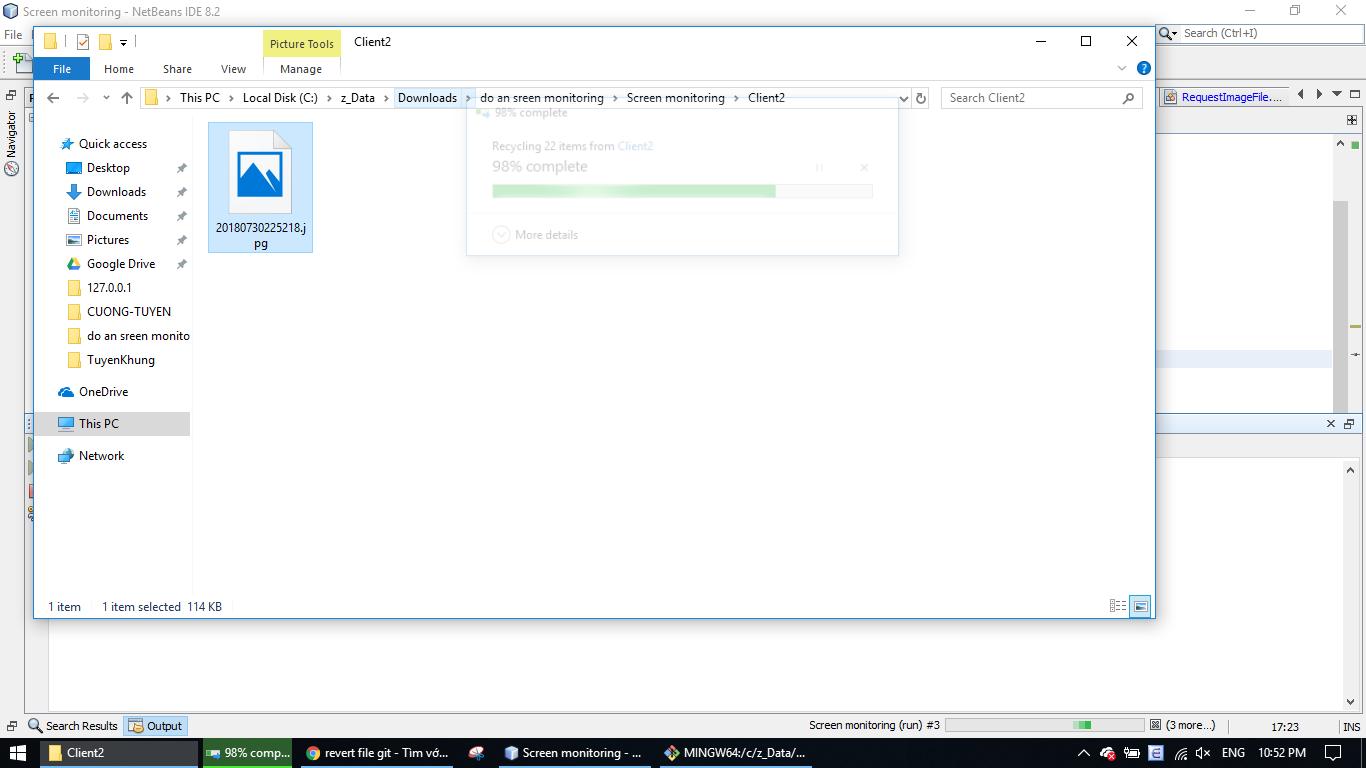 Screen monitoring - NetBeans IDE 8.2
File
Search (Ctrl+I)
Picture Tools
Client2
File
Home
Share
View
Manage
This PC
Local Disk (C:)
z_Data
Downloads
do an sreen monitoring
Screen monitoring
Client2
Search Client2
RequestImageFile....
Navigator
98% complete
Recycling 22 items from Client2
98% complete
More details
Quick access
Desktop
Downloads
Documents
Pictures
Google Drive
127.0.0.1
CUONG-TUYEN
do an sreen monito
TuyenKhung
OneDrive
This PC
Network
20180730225218.j
pg
1 item
1 item selected 114 KB
Search Results
Output
Screen monitoring (run) #3
(3 more...)
17:23
INS
Client2
98% comp...
revert file git - Tìm vớ...
Screen monitoring - ...
MINGW64:/c/z_Data/...
ENG
10:52 PM